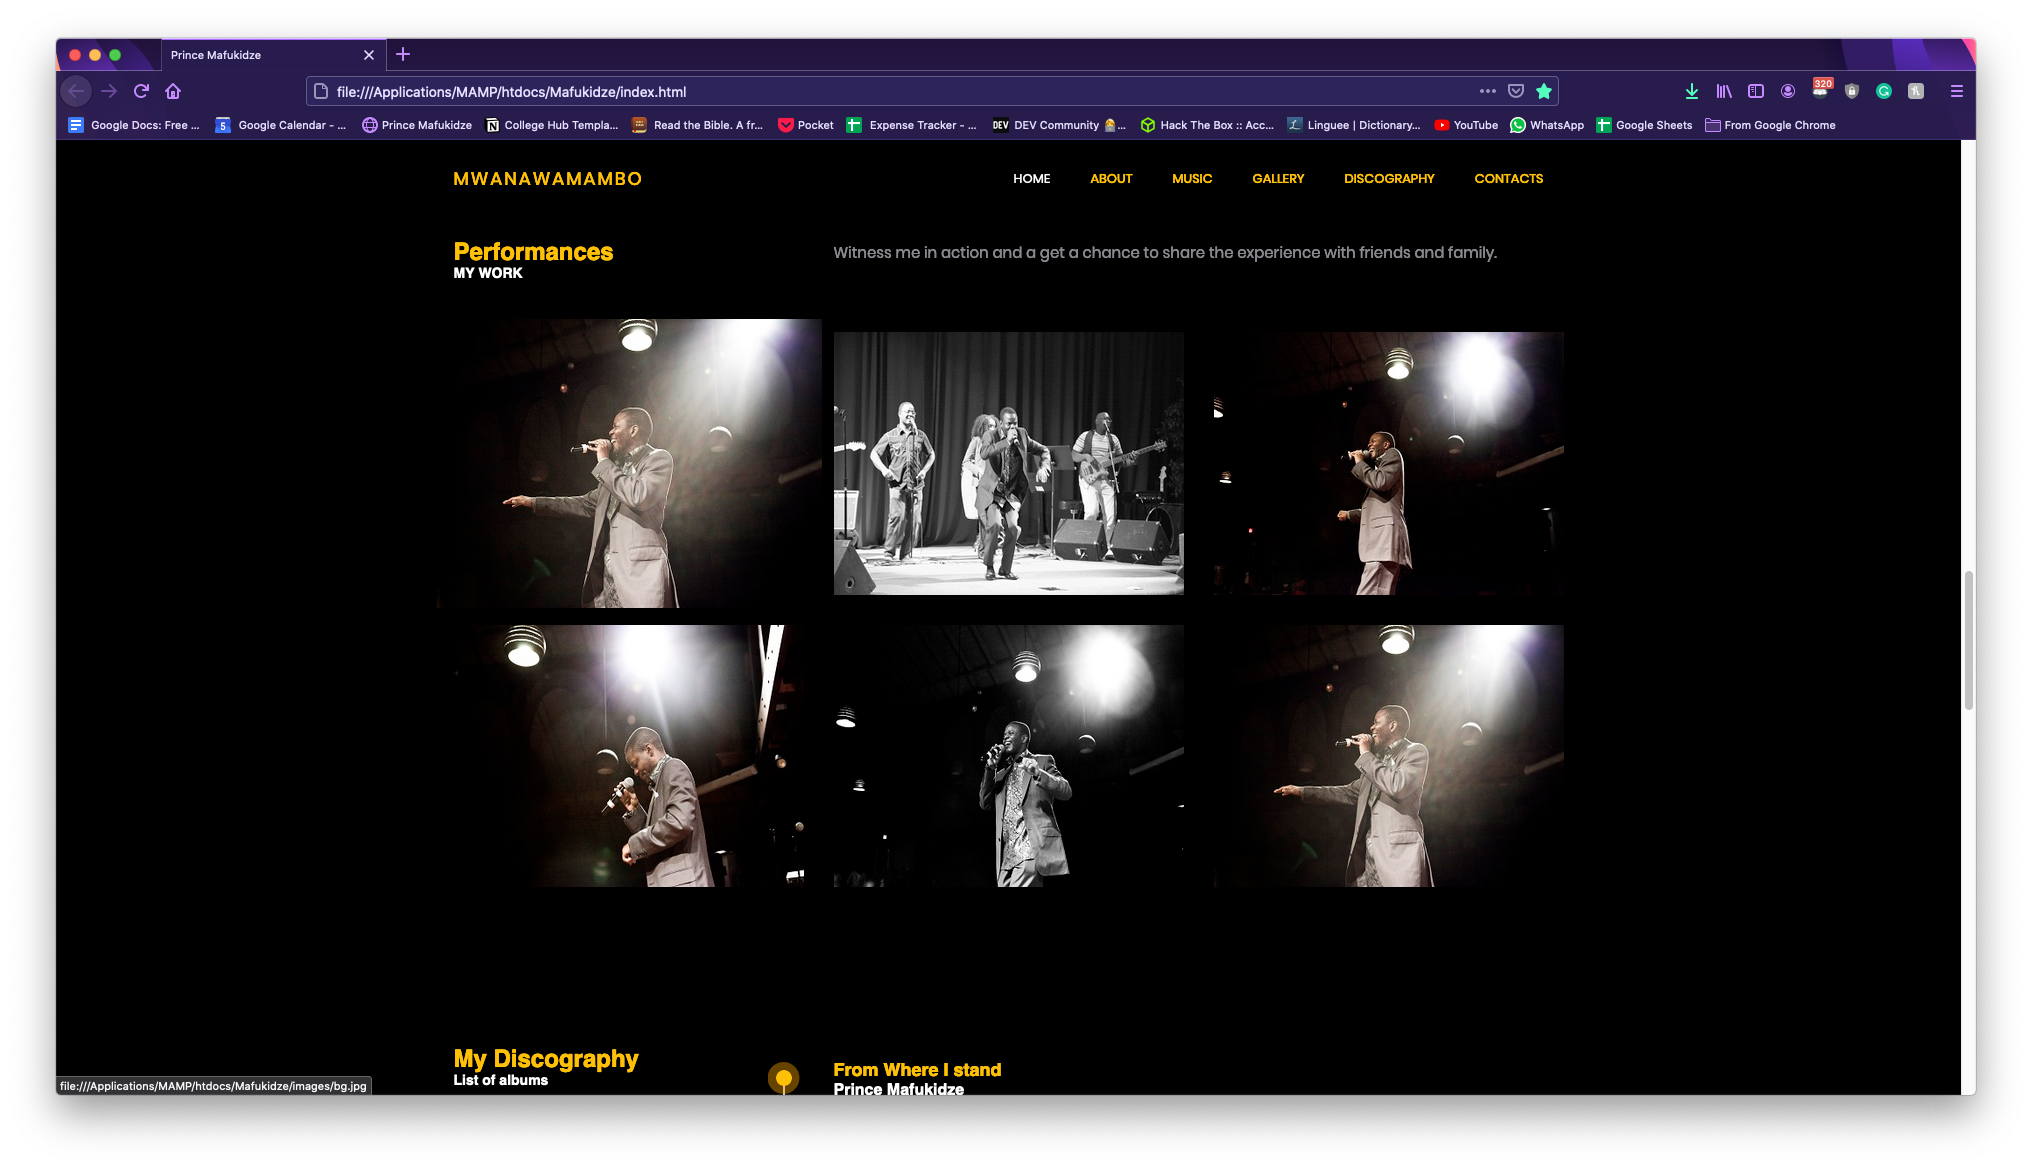 Prince Mafukidze
file:///Applications/MAMP/htdocs/Mafukidze/index.html
320
Google Docs: Free ... Google Calendar - ... Prince Mafukidze College Hub Templa... Read the Bible. A fr... Pocket Expense Tracker - ... DEV DEV Community ... Hack The Box :: Acc... Linguee | Dictionary... YouTube WhatsApp Google Sheets From Google Chrome
MWANAWAMAMBO HOME ABOUT MUSIC GALLERY DISCOGRAPHY CONTACTS
Performances
MY WORK
Witness me in action and a get a chance to share the experience with friends and family.
My Discography
List of albums
From Where I stand
Prince Mafukidze
file:///Applications/MAMP/htdocs/Mafukidze/images/bg.jpg